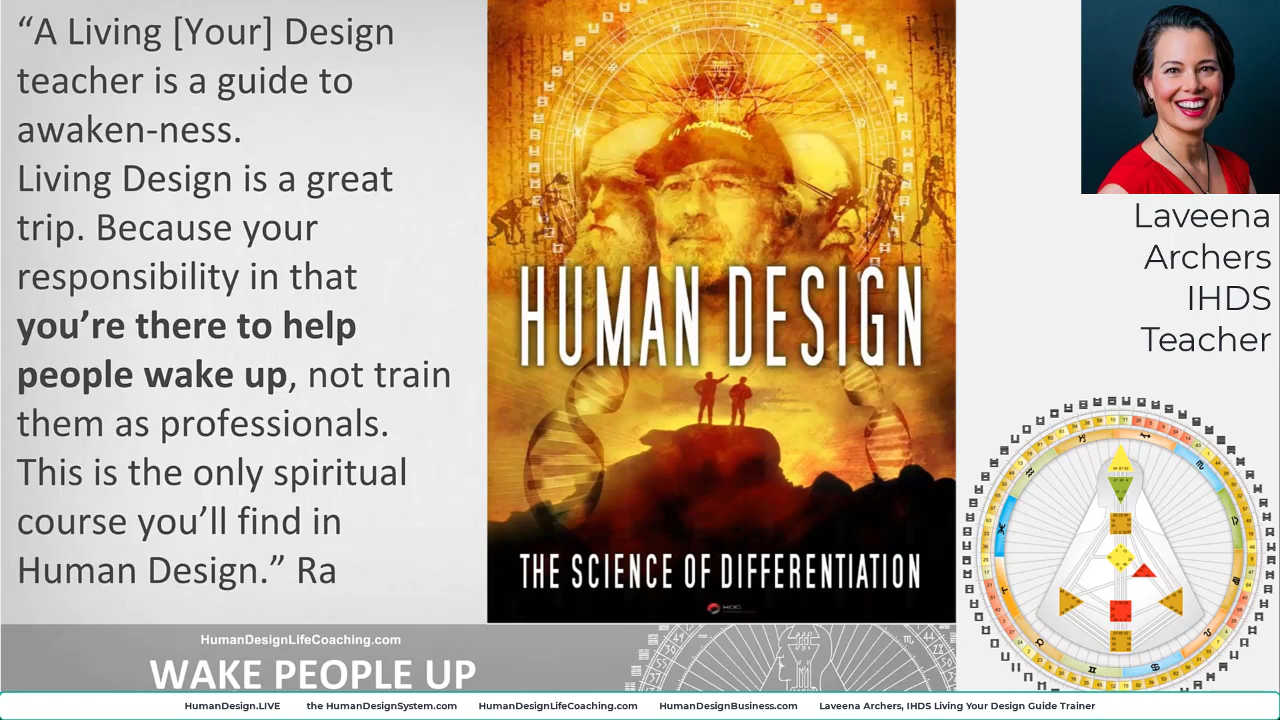 “A Living [Your] Design
teacher is a guide to
awaken-ness.
Living Design is a great
trip. Because your
responsibility in that
you’re there to help
people wake up, not train
them as professionals.
This is the only spiritual
course you’ll find in
Human Design.” Ra
HumanDesignLifeCoaching.com
WAKE PEOPLE UP
HUMAN DESIGN
THE SCIENCE OF DIFFERENTIATION
Laveena
Archers
IHDS
Teacher
HumanDesign.LIVE the HumanDesignSystem.com HumanDesignLifeCoaching.com HumanDesignBusiness.com Laveena Archers, IHDS Living Your Design Guide Trainer